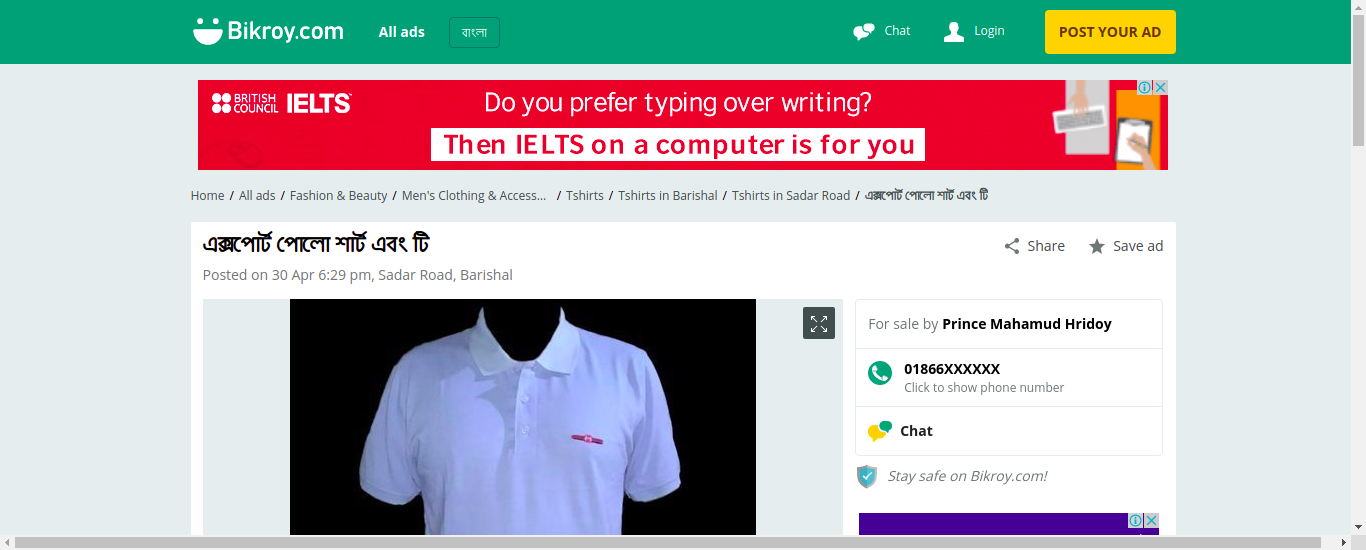 Bikroy.com All ads বাংলা Chat Login POST YOUR AD
BRITISH COUNCIL IELTS
Do you prefer typing over writing?
Then IELTS on a computer is for you
Home / All ads / Fashion & Beauty / Men's Clothing & Access... / Tshirts / Tshirts in Barishal / Tshirts in Sadar Road / এক্সপোর্ট পোলো শার্ট এবং টি
এক্সপোর্ট পোলো শার্ট এবং টি
Share Save ad
Posted on 30 Apr 6:29 pm, Sadar Road, Barishal
For sale by Prince Mahamud Hridoy
01866XXXXXX
Click to show phone number
Chat
Stay safe on Bikroy.com!